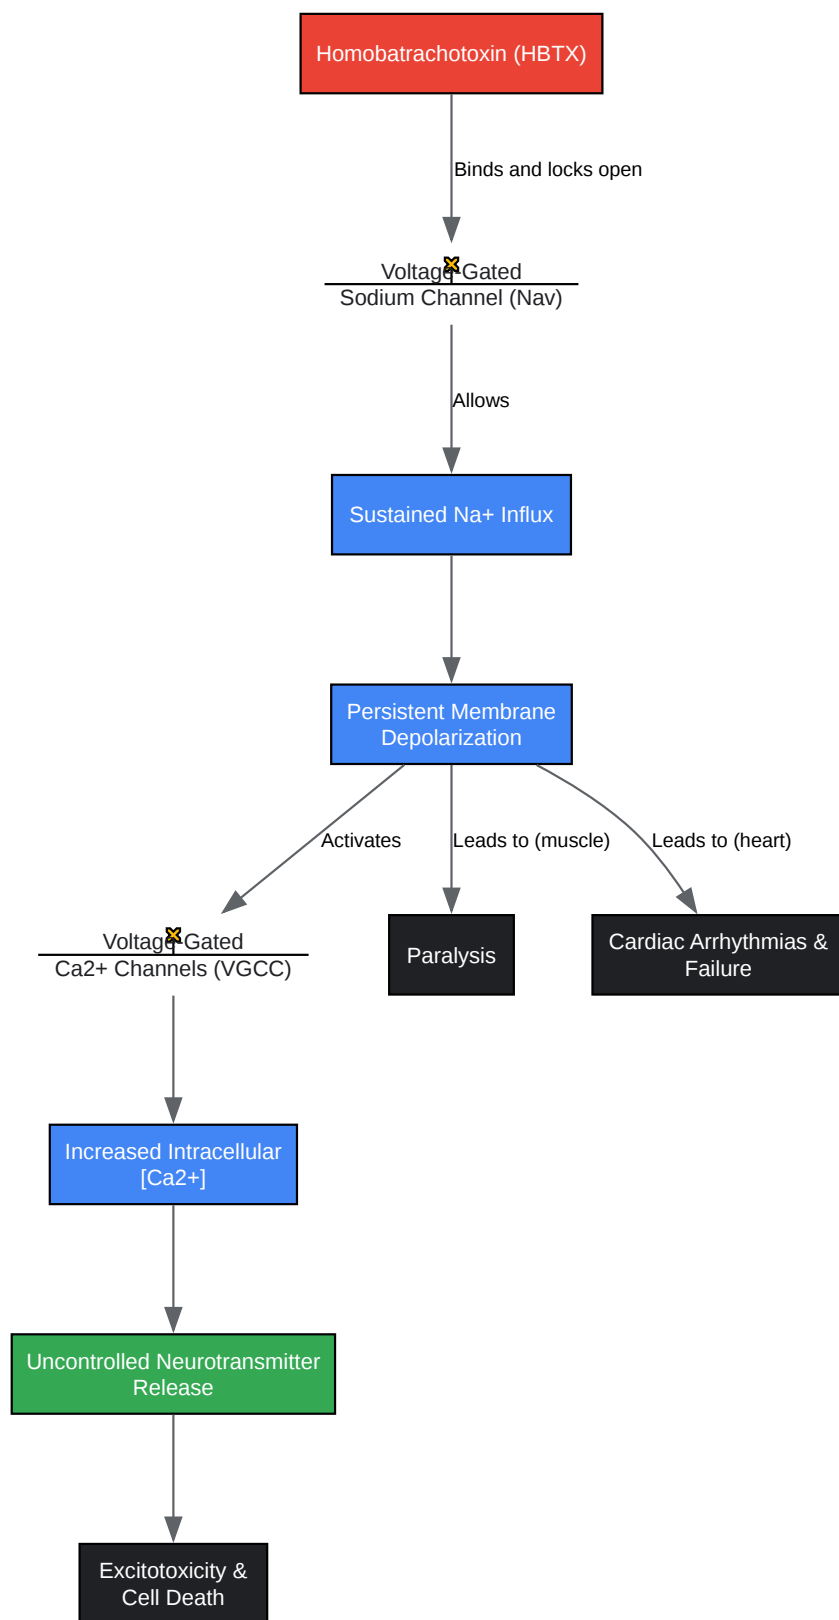 Homobatrachotoxin (HBTX)
Binds and locks open
Voltage-Gated
Sodium Channel (Nav)
Allows
Sustained Na+ Influx
Persistent Membrane
Depolarization
Activates
Leads to (muscle)
Leads to (heart)
Voltage-Gated
Ca2+ Channels (VGCC)
Paralysis
Cardiac Arrhythmias &
Failure
Increased Intracellular
[Ca2+]
Uncontrolled Neurotransmitter
Release
Excitotoxicity &
Cell Death